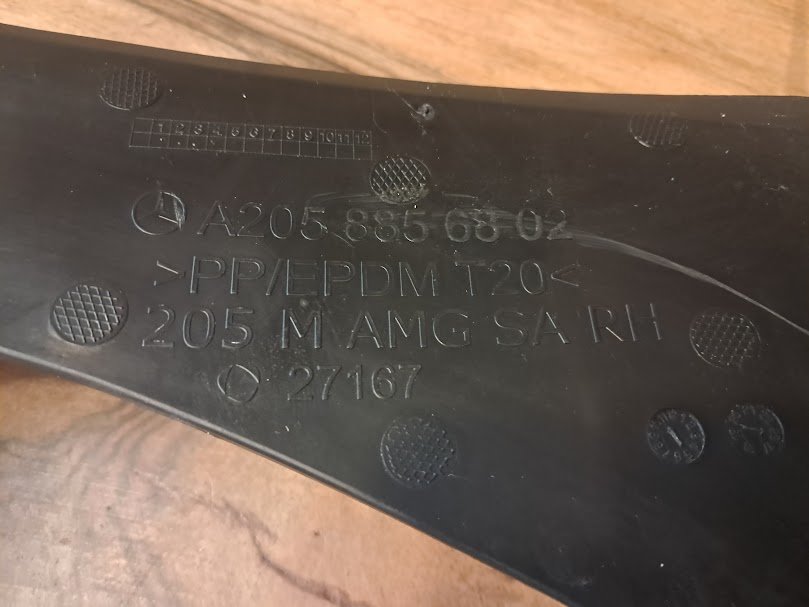 1 2 3 4 5 6 7 8 9 10 11 12
A205 885 68 02
>PP/EPDM T20<
205 M AMG SA RH
27167